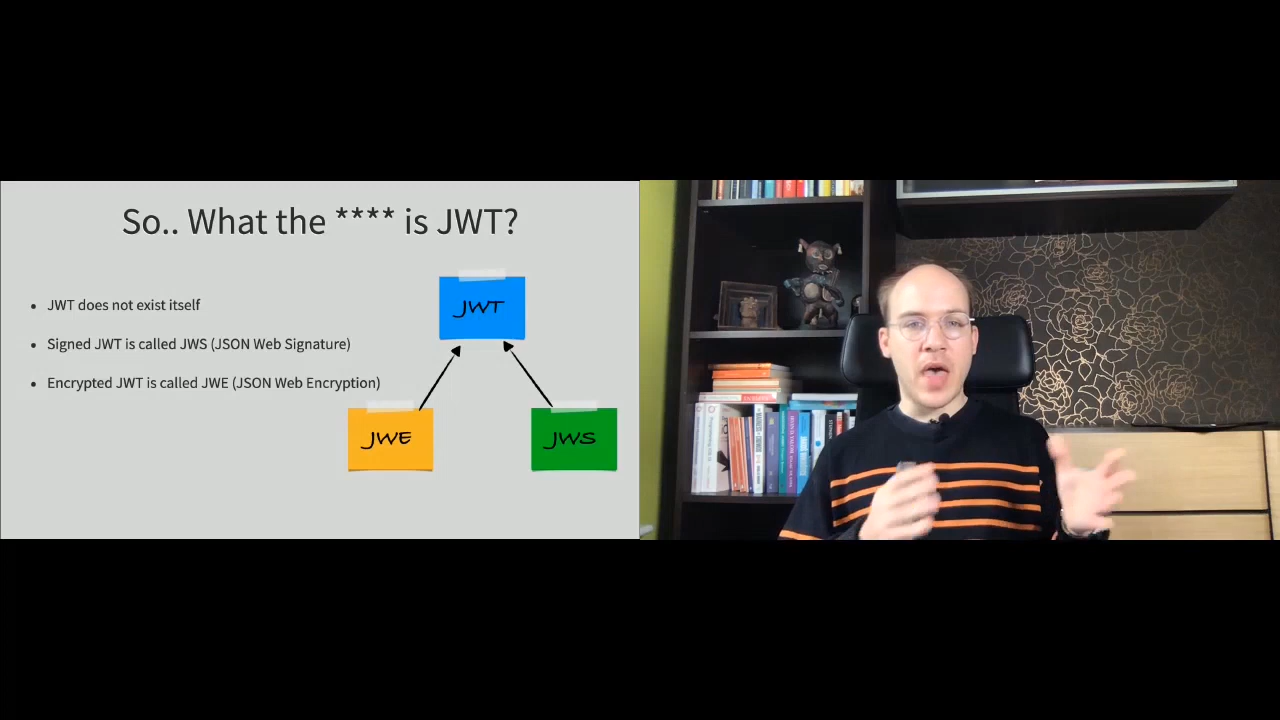 So.. What the **** is JWT?
JWT does not exist itself
Signed JWT is called JWS (JSON Web Signature)
Encrypted JWT is called JWE (JSON Web Encryption)
JWT
JWE
JWS